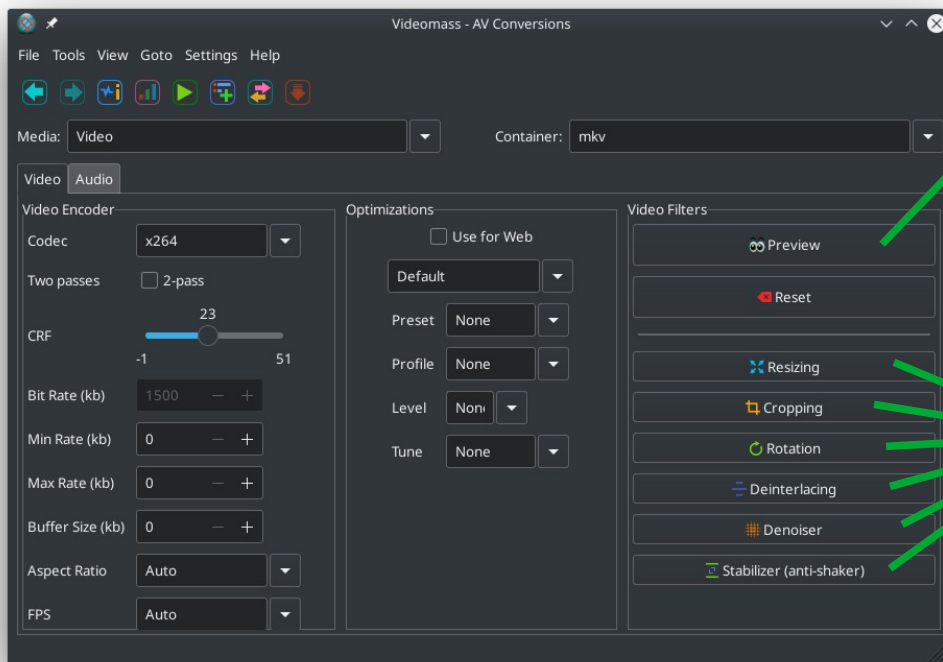 Videomass - AV Conversions
File Tools View Goto Settings Help
Media: Video Container: mkv
Video Audio
Video Encoder Optimizations Video Filters
Codec x264 Use for Web Preview
Two passes 2-pass Default Reset
CRF 23
-1 51
Preset None
Profile None Resizing
Bit Rate (kb) 1500 Level Non Cropping
Min Rate (kb) 0 Tune None Rotation
Max Rate (kb) 0 Deinterlacing
Buffer Size (kb) 0 Denoiser
Aspect Ratio Auto Stabilizer (anti-shaker)
FPS Auto